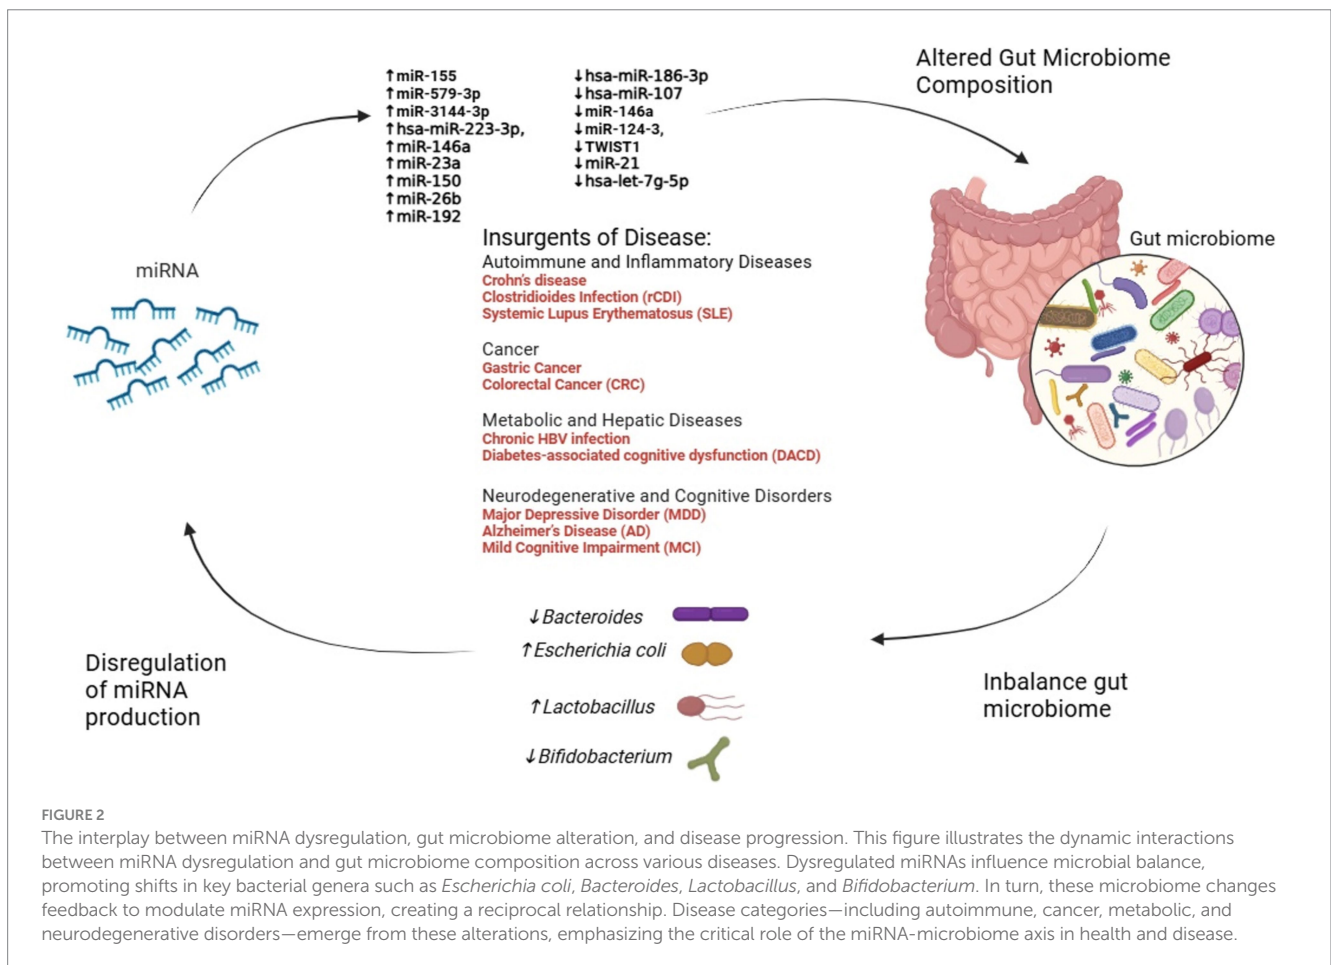 ↑miR-155
↑miR-579-3p
↑miR-3144-3p
↑hsa-miR-223-3p,
↑miR-146a
↑miR-23a
↑miR-150
↑miR-26b
↑miR-192
↓hsa-miR-186-3p
↓hsa-miR-107
↓miR-146a
↓miR-124-3,
↓TWIST1
↓miR-21
↓hsa-let-7g-5p
Altered Gut Microbiome
Composition
Gut microbiome
miRNA
Insurgents of Disease:
Autoimmune and Inflammatory Diseases
Crohn's disease
Clostridioides Infection (rCDI)
Systemic Lupus Erythematosus (SLE)
Cancer
Gastric Cancer
Colorectal Cancer (CRC)
Metabolic and Hepatic Diseases
Chronic HBV infection
Diabetes-associated cognitive dysfunction (DACD)
Neurodegenerative and Cognitive Disorders
Major Depressive Disorder (MDD)
Alzheimer's Disease (AD)
Mild Cognitive Impairment (MCI)
↓Bacteroides
↑Escherichia coli
↑Lactobacillus
↓Bifidobacterium
Inbalance gut
microbiome
Disregulation
of miRNA
production
FIGURE 2
The interplay between miRNA dysregulation, gut microbiome alteration, and disease progression. This figure illustrates the dynamic interactions
between miRNA dysregulation and gut microbiome composition across various diseases. Dysregulated miRNAs influence microbial balance,
promoting shifts in key bacterial genera such as Escherichia coli, Bacteroides, Lactobacillus, and Bifidobacterium. In turn, these microbiome changes
feedback to modulate miRNA expression, creating a reciprocal relationship. Disease categories—including autoimmune, cancer, metabolic, and
neurodegenerative disorders—emerge from these alterations, emphasizing the critical role of the miRNA-microbiome axis in health and disease.